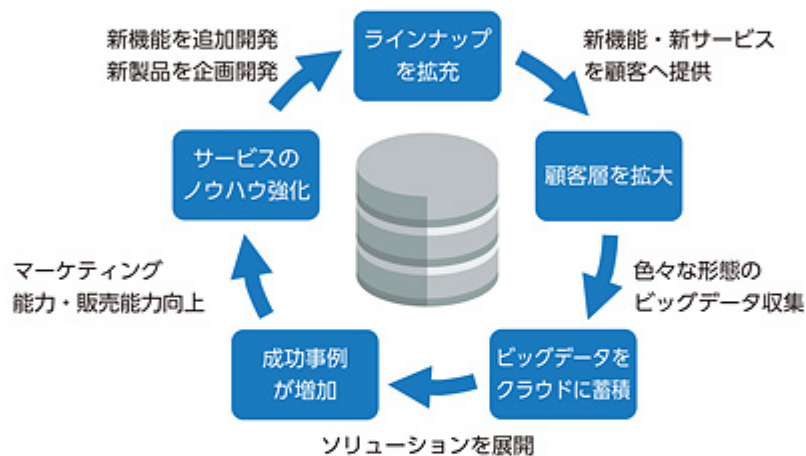 新機能を追加開発
新製品を企画開発
ラインナップ
を拡充
新機能・新サービス
を顧客へ提供
サービスの
ノウハウ強化
顧客層を拡大
マーケティング
能力・販売能力向上
色々な形態の
ビッグデータ収集
成功事例
が増加
ビッグデータを
クラウドに蓄積
ソリューションを展開